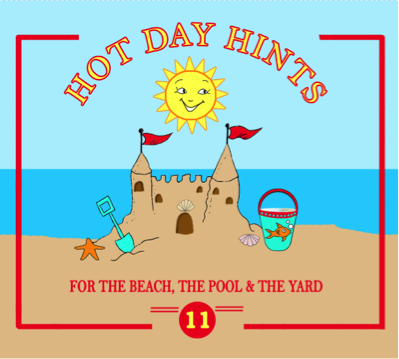 HOT DAY HINTS
FOR THE BEACH, THE POOL & THE YARD
11